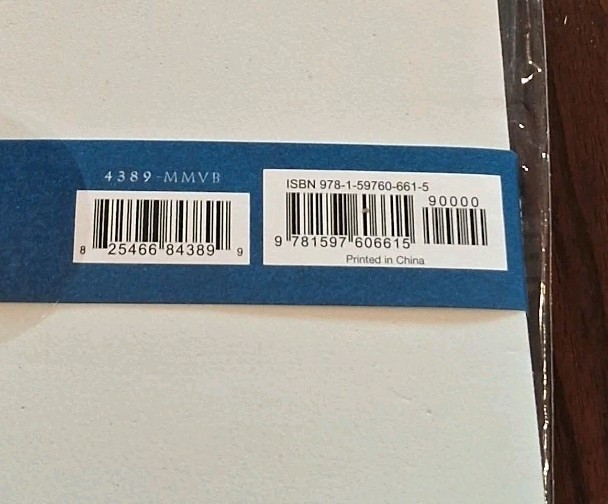 4389-MMVB
8 25466 84389 9
ISBN 978-1-59760-661-5
90000
9 781597 606615
Printed in China